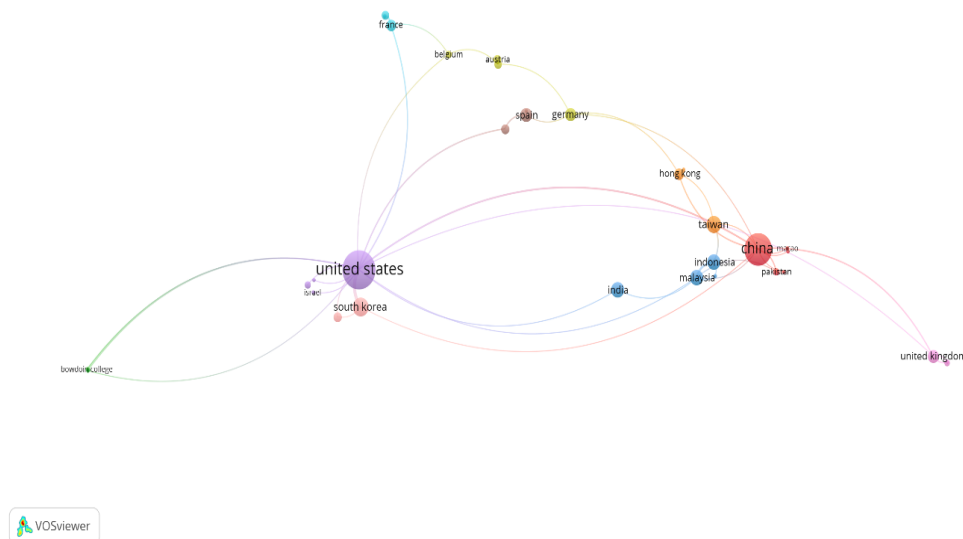 france
belgium
austria
spain
germany
hong kong
taiwan
china
macao
indonesia
pakistan
malaysia
india
united states
israel
south korea
united kingdom
bowdoin college
VOSviewer